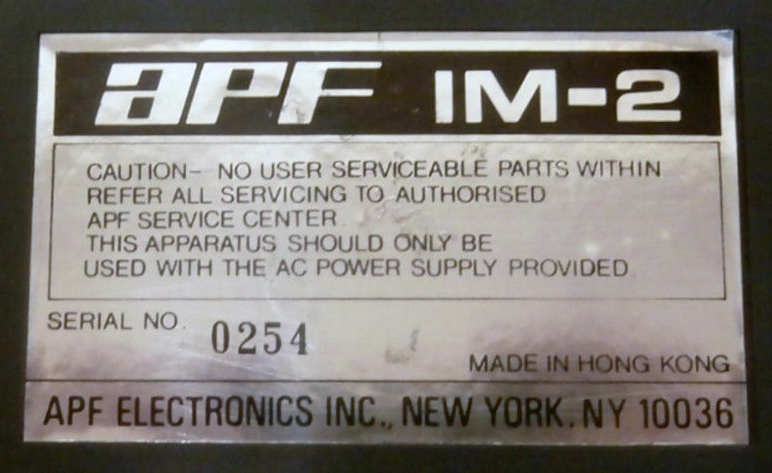 aPF IM-2
CAUTION- NO USER SERVICEABLE PARTS WITHIN
REFER ALL SERVICING TO AUTHORISED
APF SERVICE CENTER
THIS APPARATUS SHOULD ONLY BE
USED WITH THE AC POWER SUPPLY PROVIDED
SERIAL NO. 0254
MADE IN HONG KONG
APF ELECTRONICS INC., NEW YORK. NY 10036